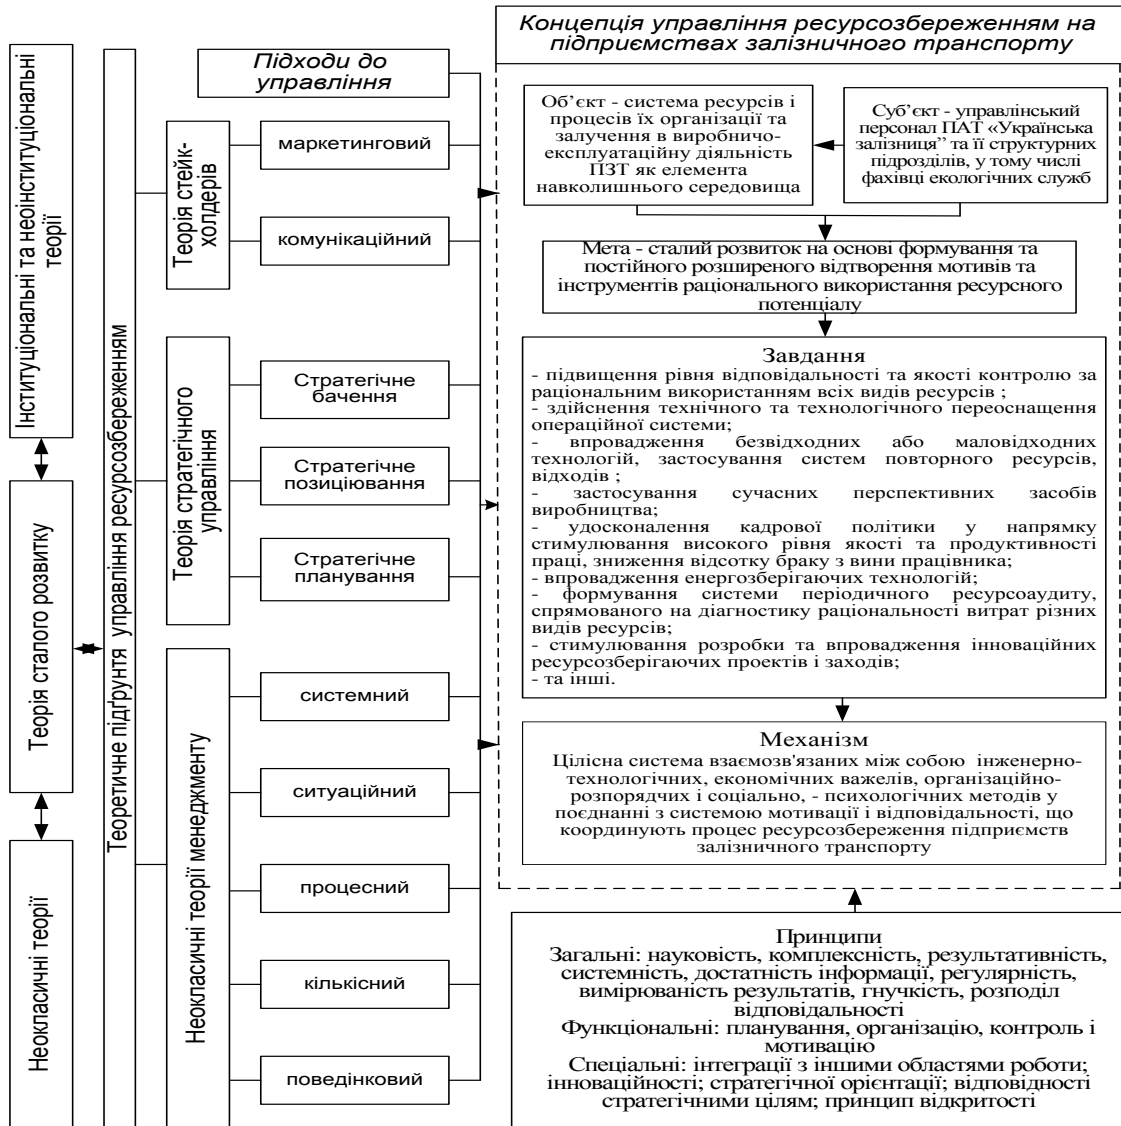 Концепція управління ресурсозбереженням на
підприємствах залізничного транспорту
Підходи до
управління
Інституціональні та неоінституціональні
теорії
Теорія сталого розвитку
Неокласичні теорії
Теоретичне підґрунтя управління ресурсозбереженням
Теорія стейк-
холдерів
маркетинговий
комунікаційний
Теорія стратегічного
управління
Стратегічне
бачення
Стратегічне
позиціювання
Стратегічне
планування
Неокласичні теорії менеджменту
системний
ситуаційний
процесний
кількісний
поведінковий
Об’єкт - система ресурсів і
процесів їх організації та
залучення в виробничо-
експлуатаційну діяльність
ПЗТ як елемента
навколишнього середовища
Суб’єкт - управлінський
персонал ПАТ «Українська
залізниця” та її структурних
підрозділів, у тому числі
фахівці екологічних служб
Мета - сталий розвиток на основі формування та
постійного розширеного відтворення мотивів та
інструментів раціонального використання ресурсного
потенціалу
Завдання
- підвищення рівня відповідальності та якості контролю за
раціональним використанням всіх видів ресурсів ;
- здійснення технічного та технологічного переоснащення
операційної системи;
- впровадження безвідходних або маловідходних
технологій, застосування систем повторного ресурсів,
відходів ;
- застосування сучасних перспективних засобів
виробництва;
- удосконалення кадрової політики у напрямку
стимулювання високого рівня якості та продуктивності
праці, зниження відсотку браку з вини працівника;
- впровадження енергозберігаючих технологій;
- формування системи періодичного ресурсоаудиту,
спрямованого на діагностику раціональності витрат різних
видів ресурсів;
- стимулювання розробки та впровадження інноваційних
ресурсозберігаючих проектів і заходів;
- та інші.
Механізм
Цілісна система взаємозв'язаних між собою інженерно-
технологічних, економічних важелів, організаційно-
розпорядчих і соціально, - психологічних методів у
поєднанні з системою мотивації і відповідальності, що
координують процес ресурсозбереження підприємств
залізничного транспорту
Принципи
Загальні: науковість, комплексність, результативність,
системність, достатність інформації, регулярність,
вимірюваність результатів, гнучкість, розподіл
відповідальності
Функціональні: планування, організацію, контроль і
мотивацію
Спеціальні: інтеграції з іншими областями роботи;
інноваційності; стратегічної орієнтації; відповідності
стратегічними цілям; принцип відкритості